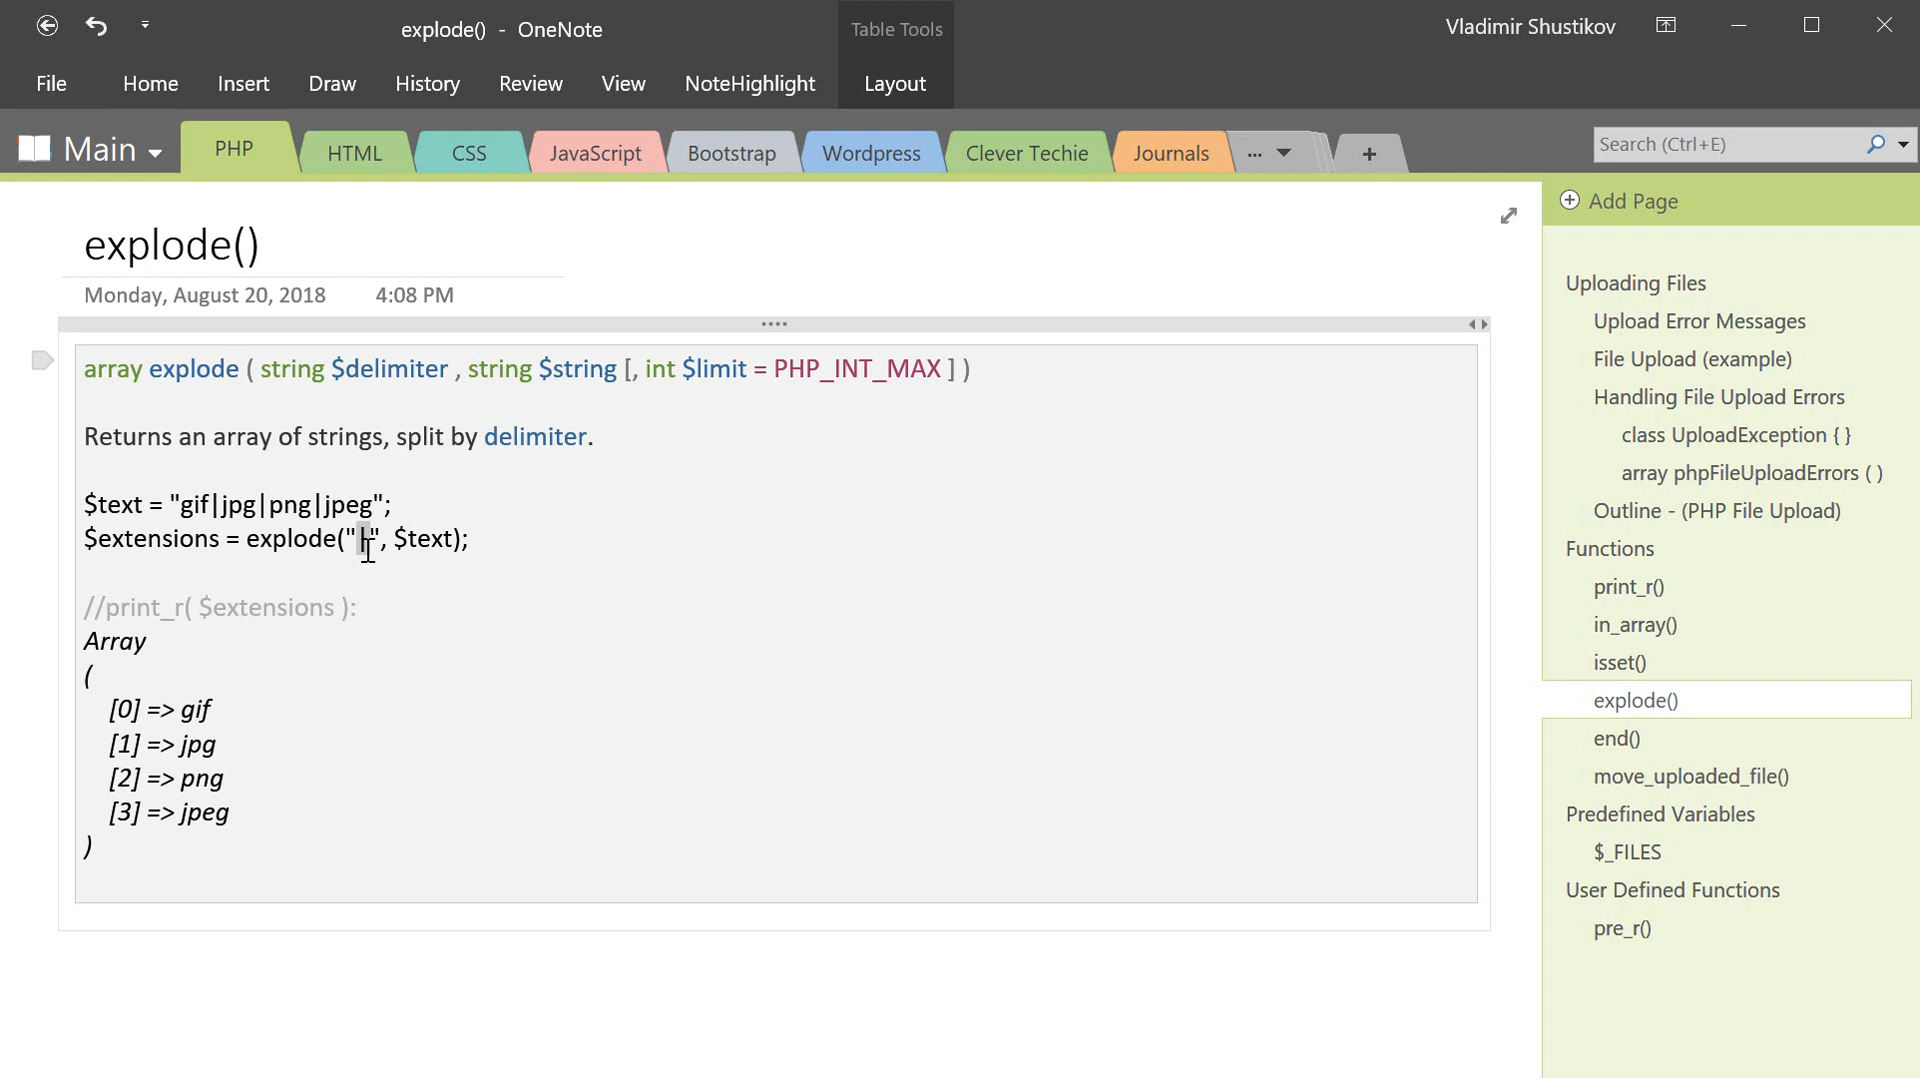 explode() - OneNote
Table Tools
Vladimir Shustikov
File Home Insert Draw History Review View NoteHighlight Layout
Main PHP HTML CSS JavaScript Bootstrap Wordpress Clever Techie Journals ... +
Search (Ctrl+E)
explode()
Monday, August 20, 2018 4:08 PM
array explode ( string $delimiter , string $string [, int $limit = PHP_INT_MAX ] )
Returns an array of strings, split by delimiter.
$text = "gif|jpg|png|jpeg";
$extensions = explode("|", $text);
//print_r( $extensions ):
Array
(
[0] => gif
[1] => jpg
[2] => png
[3] => jpeg
)
Add Page
Uploading Files
Upload Error Messages
File Upload (example)
Handling File Upload Errors
class UploadException { }
array phpFileUploadErrors ( )
Outline - (PHP File Upload)
Functions
print_r()
in_array()
isset()
explode()
end()
move_uploaded_file()
Predefined Variables
$_FILES
User Defined Functions
pre_r()